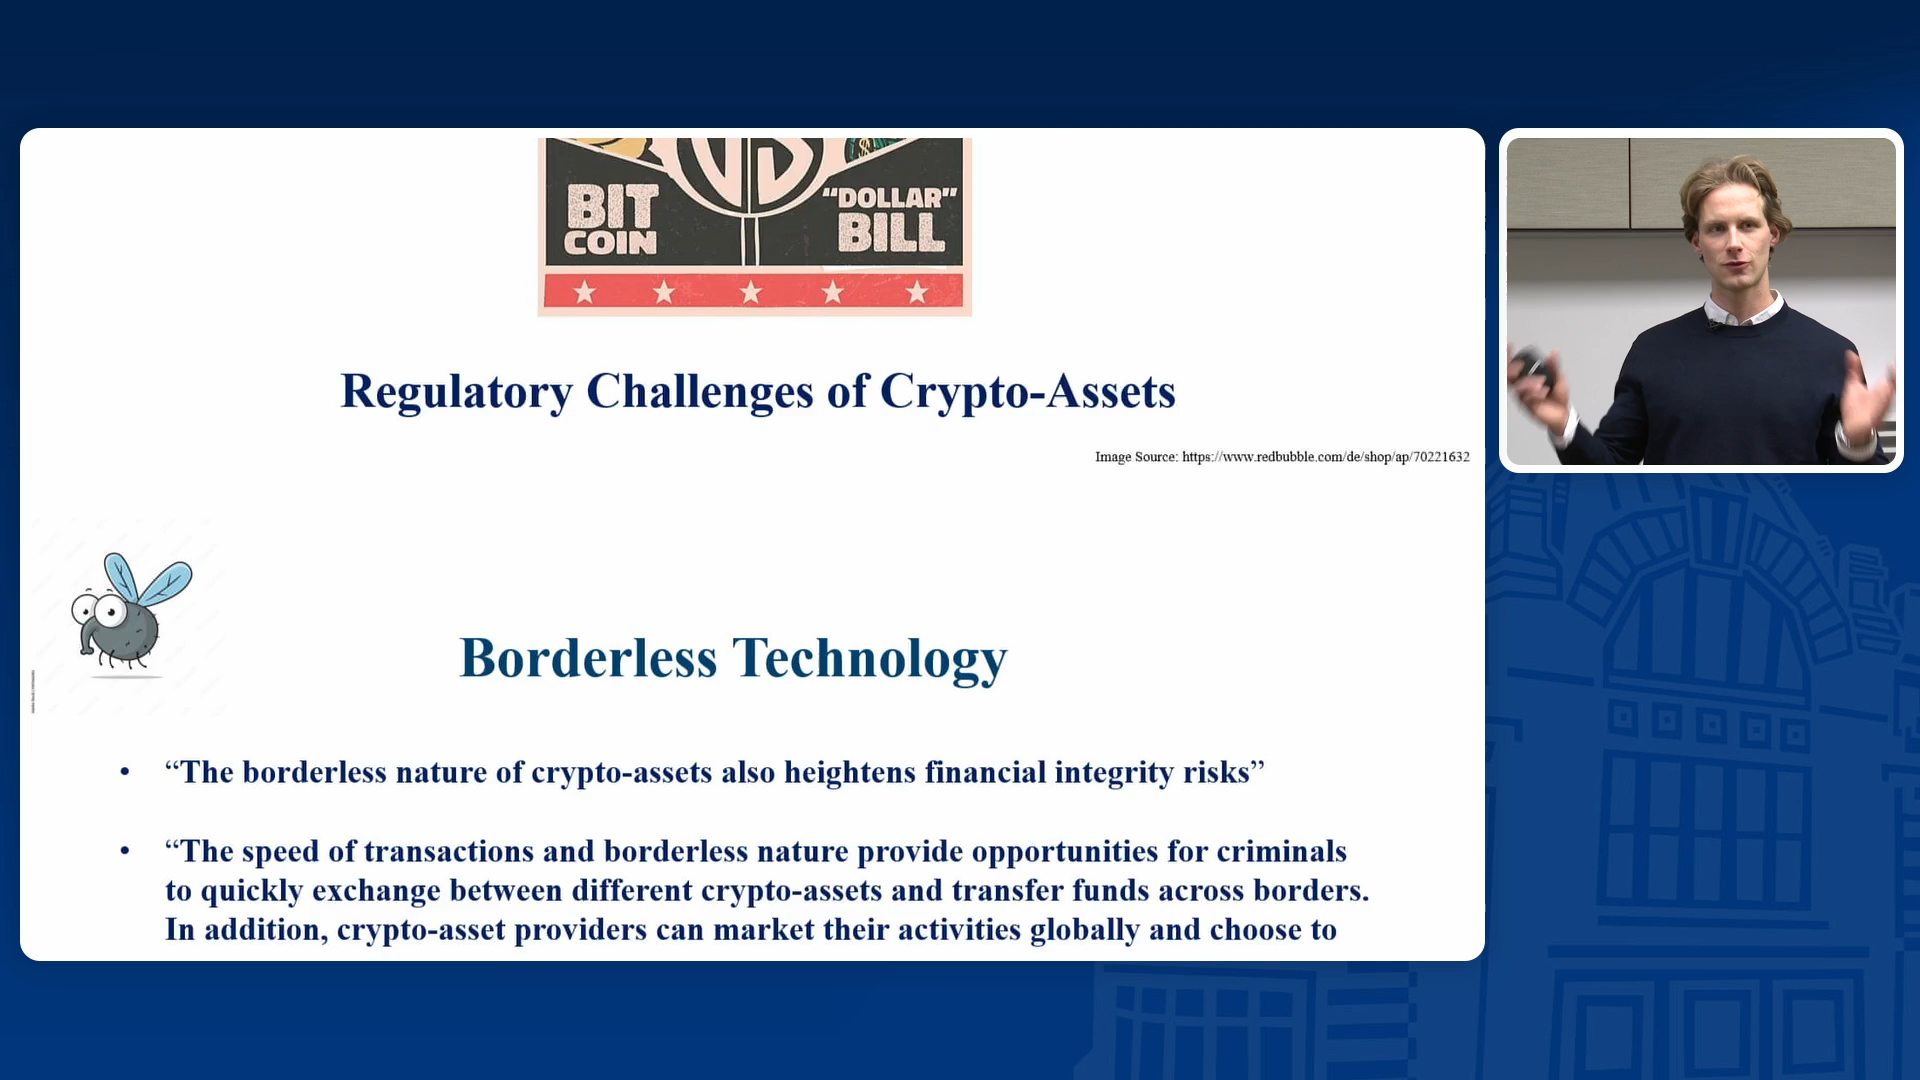 BIT
COIN
VS
“DOLLAR”
BILL
Regulatory Challenges of Crypto-Assets
Image Source: https://www.redbubble.com/de/shop/ap/70221632
Borderless Technology
• “The borderless nature of crypto-assets also heightens financial integrity risks”
• “The speed of transactions and borderless nature provide opportunities for criminals
to quickly exchange between different crypto-assets and transfer funds across borders.
In addition, crypto-asset providers can market their activities globally and choose to